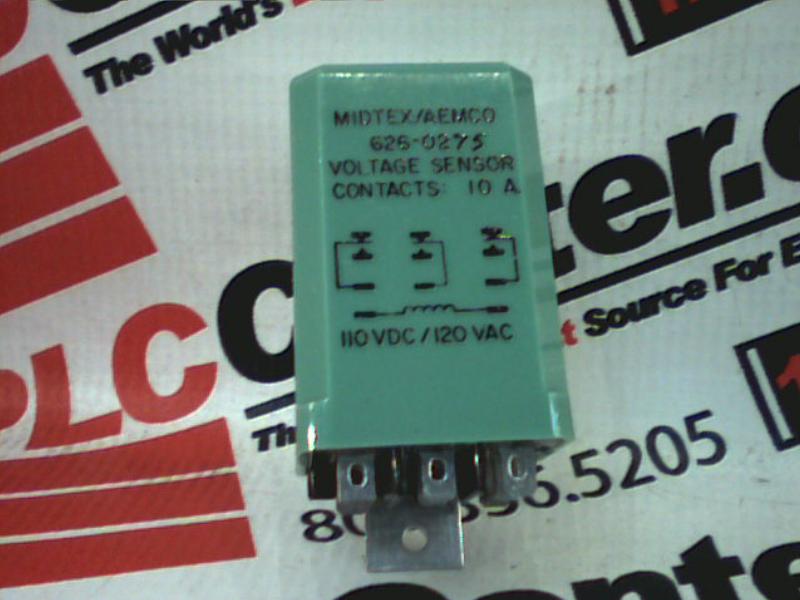 The World's
MIDTEX/AEMCO
626-0275
VOLTAGE SENSOR
CONTACTS: 10 A
110 VDC / 120 VAC
PLC
ter.c
Source For E
Th
5205